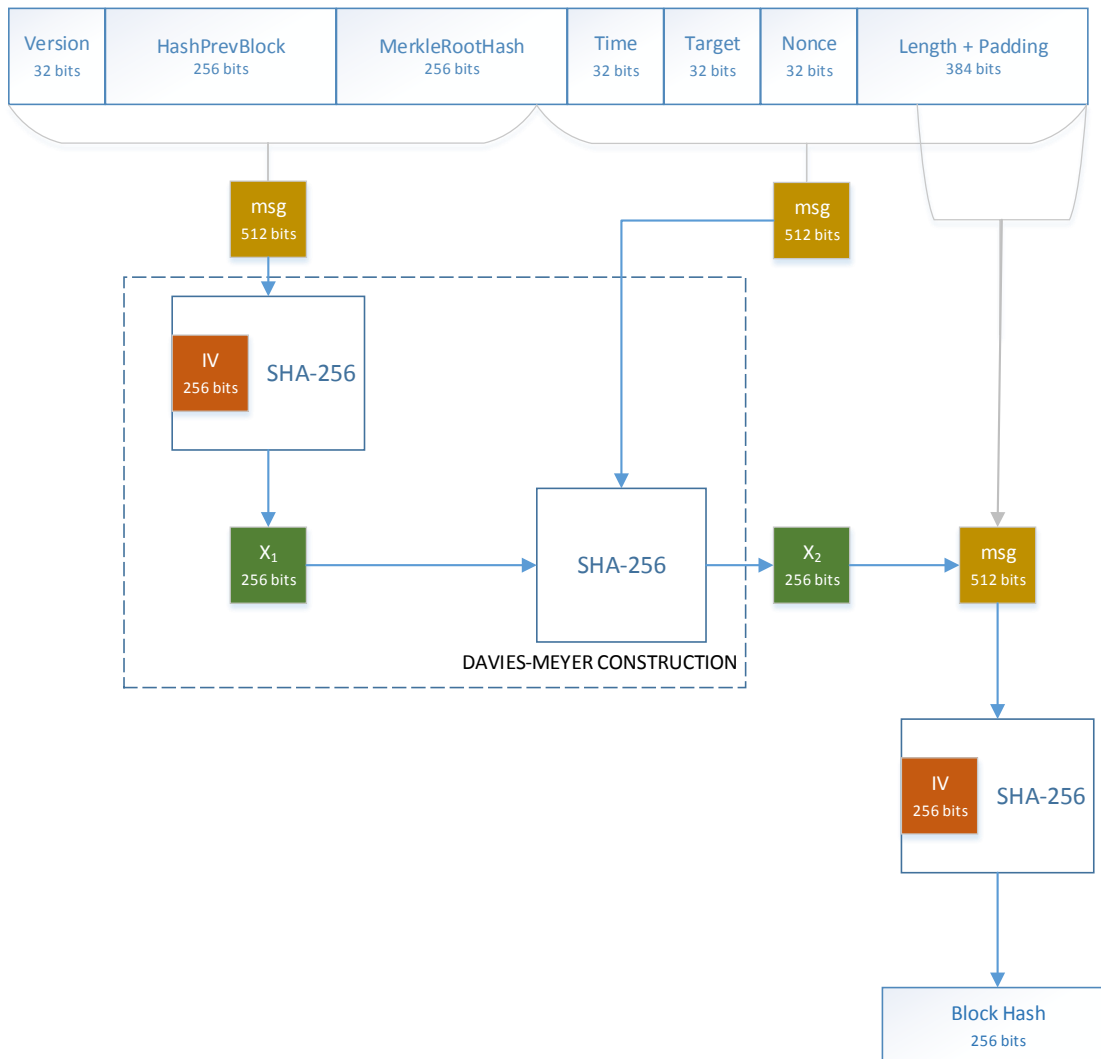 Version
32 bits
HashPrevBlock
256 bits
MerkleRootHash
256 bits
Time
32 bits
Target
32 bits
Nonce
32 bits
Length + Padding
384 bits
msg
512 bits
msg
512 bits
IV
256 bits
SHA-256
X1
256 bits
SHA-256
X2
256 bits
msg
512 bits
DAVIES-MEYER CONSTRUCTION
IV
256 bits
SHA-256
Block Hash
256 bits